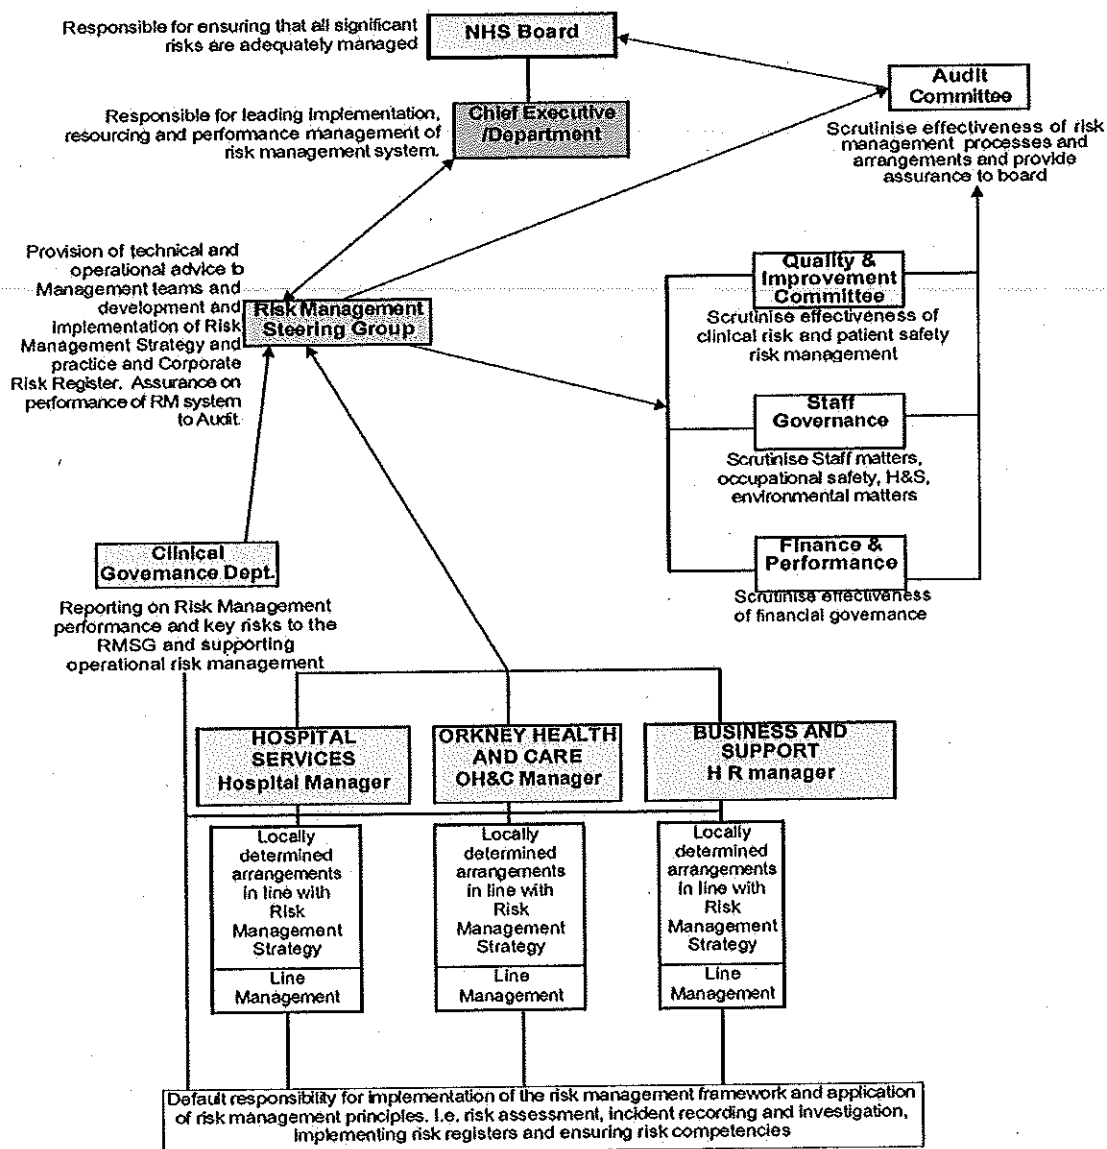 Responsible for ensuring that all significant
risks are adequately managed
NHS Board
Audit
Committee
Responsible for leading Implementation,
resourcing and performance management of
risk management system.
Chief Executive
/Department
Scrutinise effectiveness of risk
management processes and
arrangements and provide
assurance to board
Provision of technical and
operational advice to
Management teams and
development and
Implementation of Risk
Management Strategy and
practice and Corporate
Risk Register. Assurance on
performance of RM system
to Audit
Risk Management
Steering Group
Quality &
Improvement
Committee
Scrutinise effectiveness of
clinical risk and patient safety
risk management
Staff
Governance
Scrutinise Staff matters,
occupational safety, H&S,
environmental matters
Finance &
Performance
Scrutinise effectiveness
of financial governance
Clinical
Governance Dept.
Reporting on Risk Management
performance and key risks to the
RMSG and supporting
operational risk management
HOSPITAL
SERVICES
Hospital Manager
ORKNEY HEALTH
AND CARE
OH&C Manager
BUSINESS AND
SUPPORT
H R manager
Locally
determined
arrangements
in line with
Risk
Management
Strategy
Line
Management
Locally
determined
arrangements
in line with
Risk
Management
Strategy
Line
Management
Locally
determined
arrangements
in line with
Risk
Management
Strategy
Line
Management
Default responsibility for implementation of the risk management framework and application
of risk management principles. I.e. risk assessment, incident recording and investigation,
implementing risk registers and ensuring risk competencies